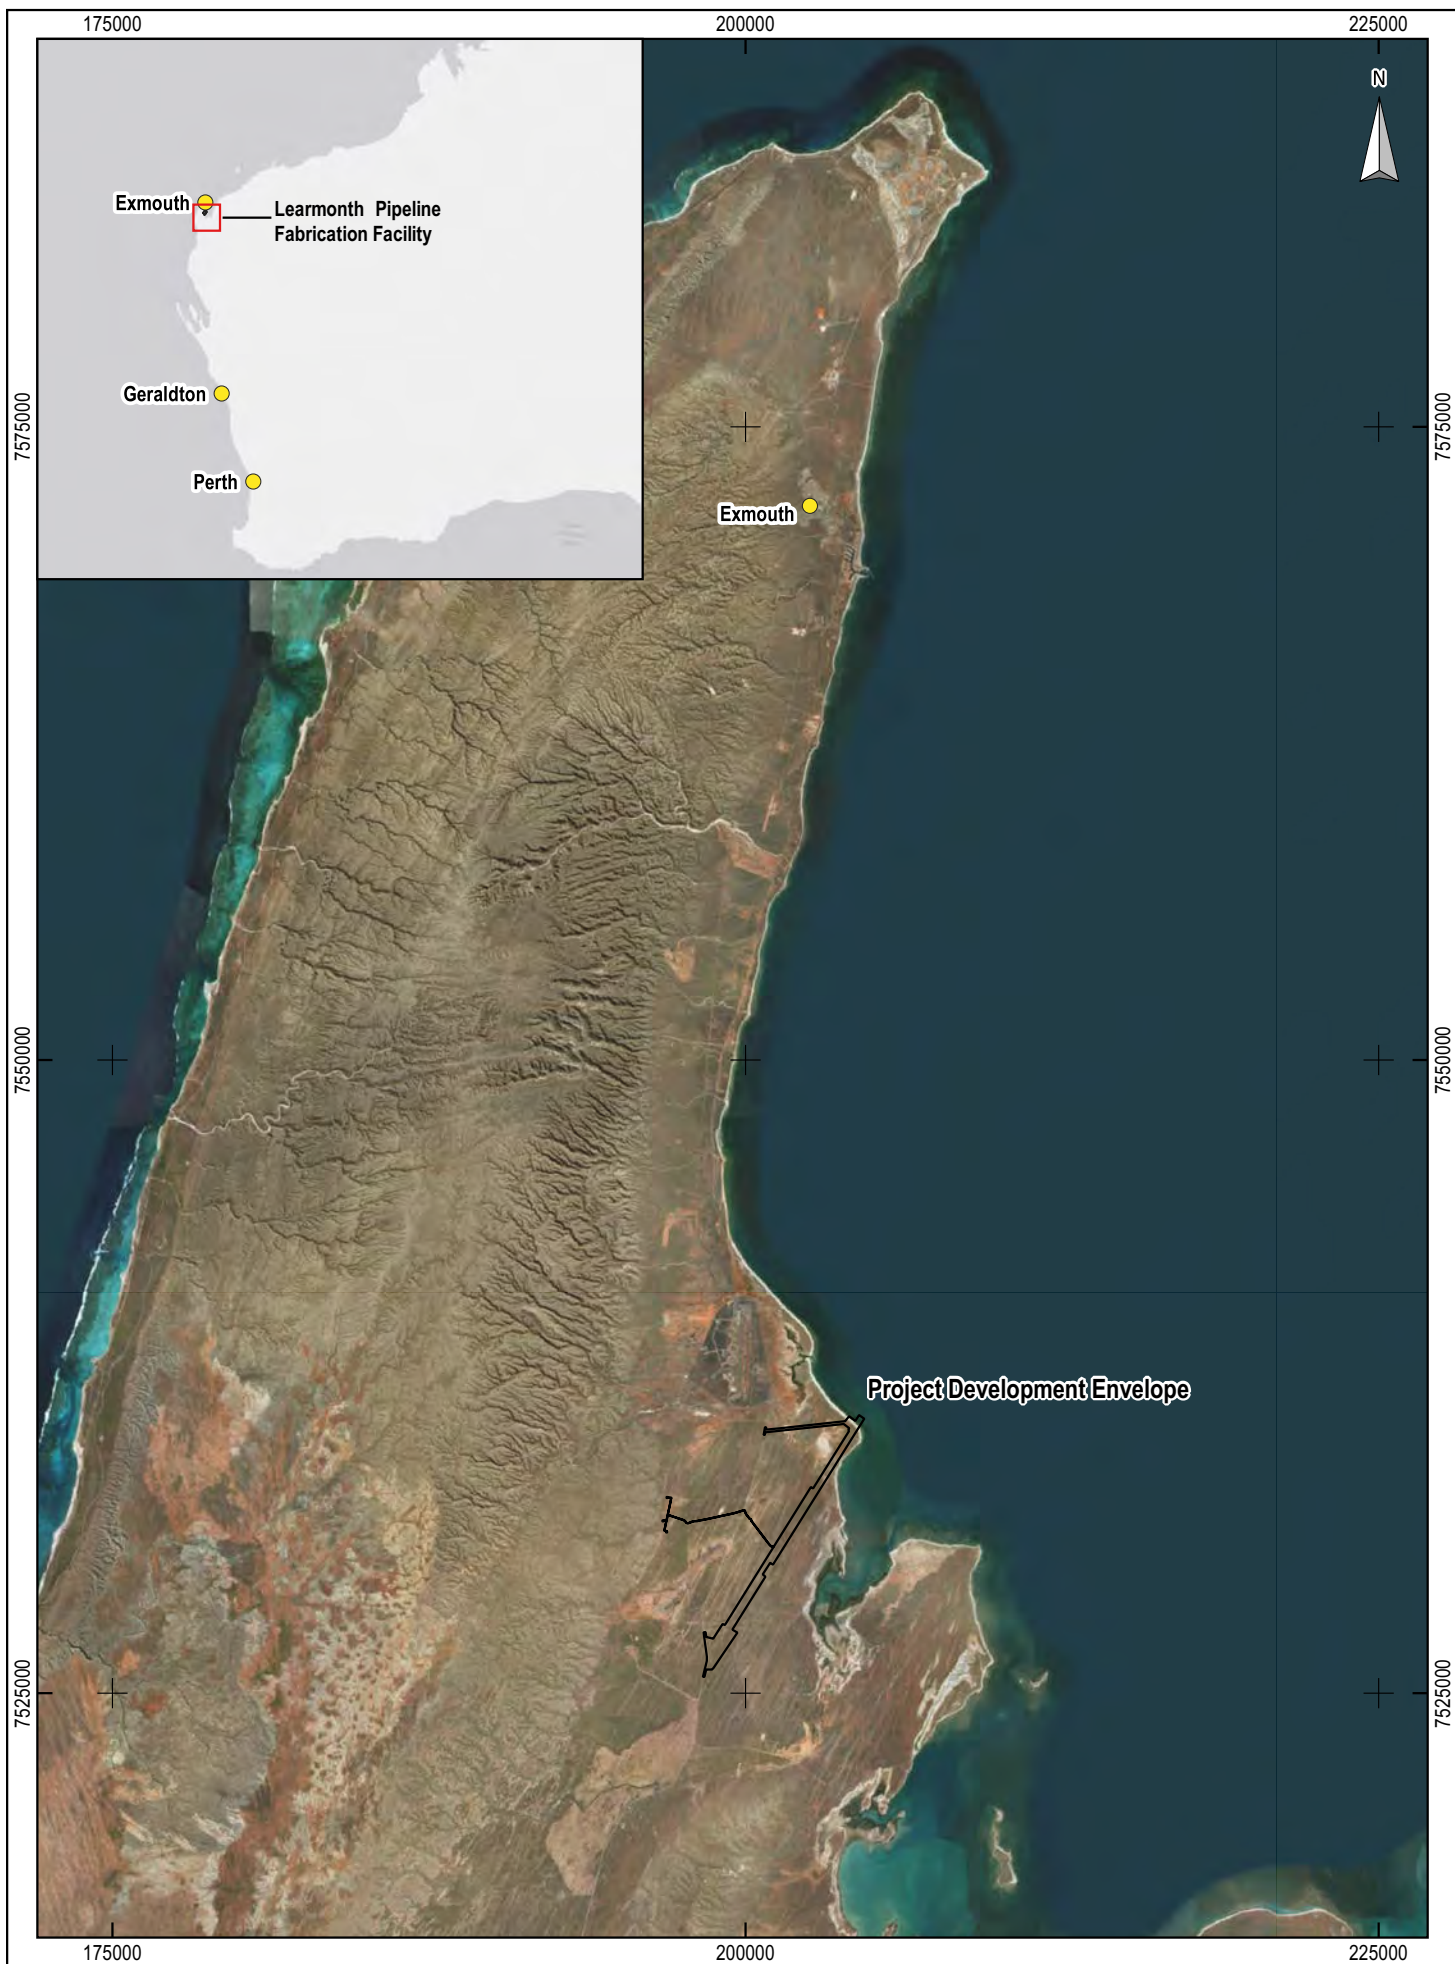 175000
200000
225000
N
Exmouth
Learmonth Pipeline
Fabrication Facility
Geraldton
Perth
7575000
7575000
Exmouth
7550000
7550000
Project Development Envelope
7525000
7525000
175000
200000
225000